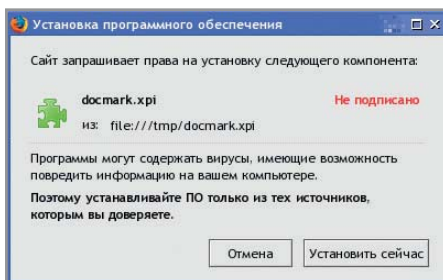 Установка программного обеспечения
Сайт запрашивает права на установку следующего компонента:
docmark.xpi Не подписано
из: file:///tmp/docmark.xpi
Программы могут содержать вирусы, имеющие возможность
повредить информацию на вашем компьютере.
Поэтому устанавливайте ПО только из тех источников,
которым вы доверяете.
Отмена Установить сейчас